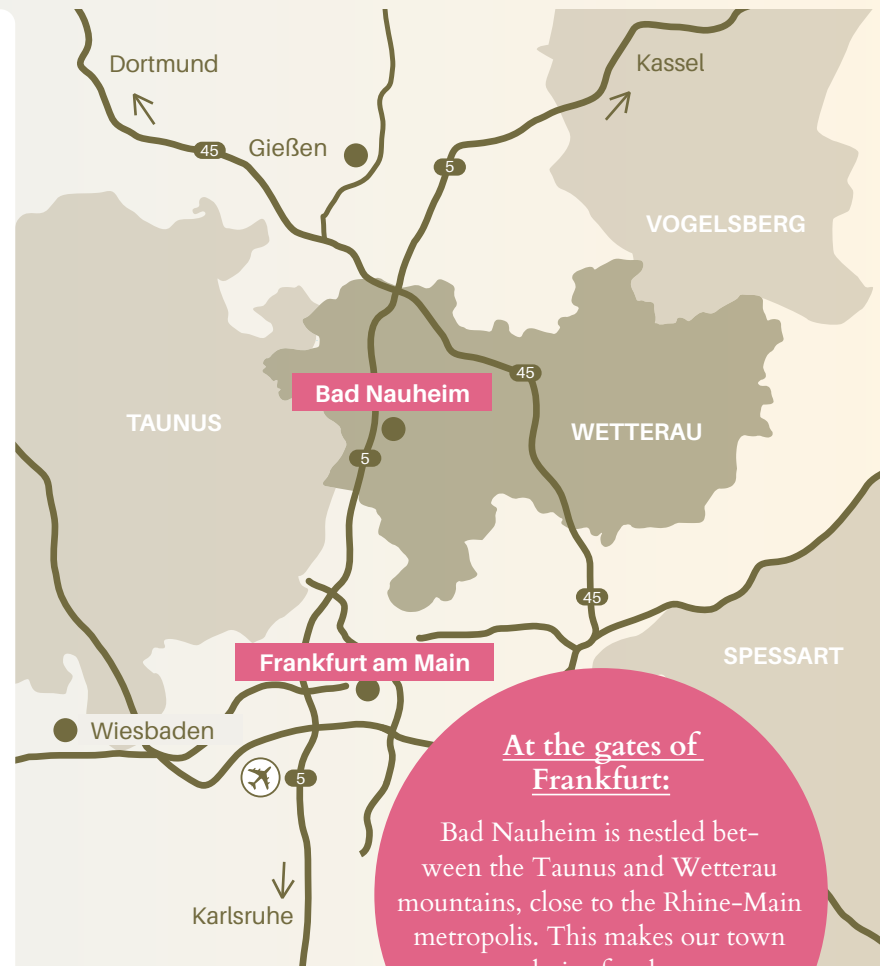 Dortmund
Kassel
45
Gießen
5
VOGELSBERG
45
Bad Nauheim
TAUNUS
WETTERAU
5
45
Frankfurt am Main
SPESSART
Wiesbaden
5
At the gates of
Frankfurt:
Bad Nauheim is nestled bet-
ween the Taunus and Wetterau
mountains, close to the Rhine-Main
metropolis. This makes our town
Karlsruhe